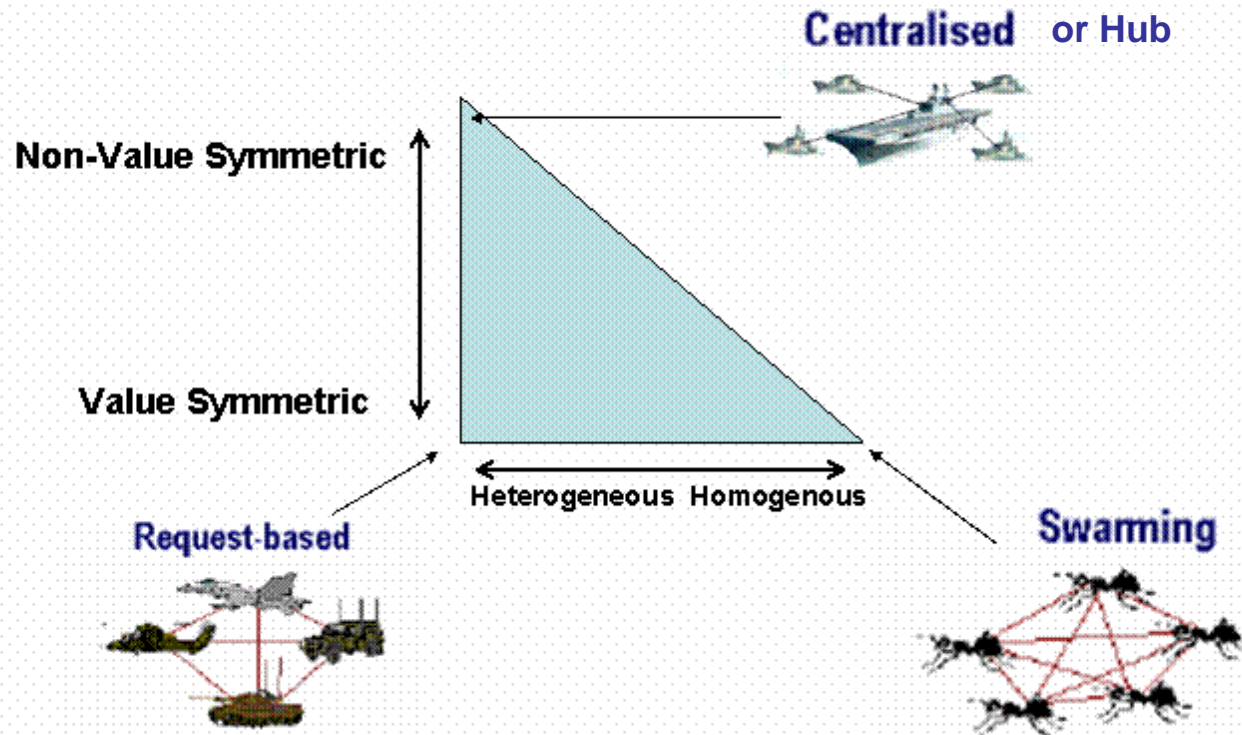 Centralised or Hub
Non-Value Symmetric
Value Symmetric
Heterogeneous Homogenous
Request-based
Swarming